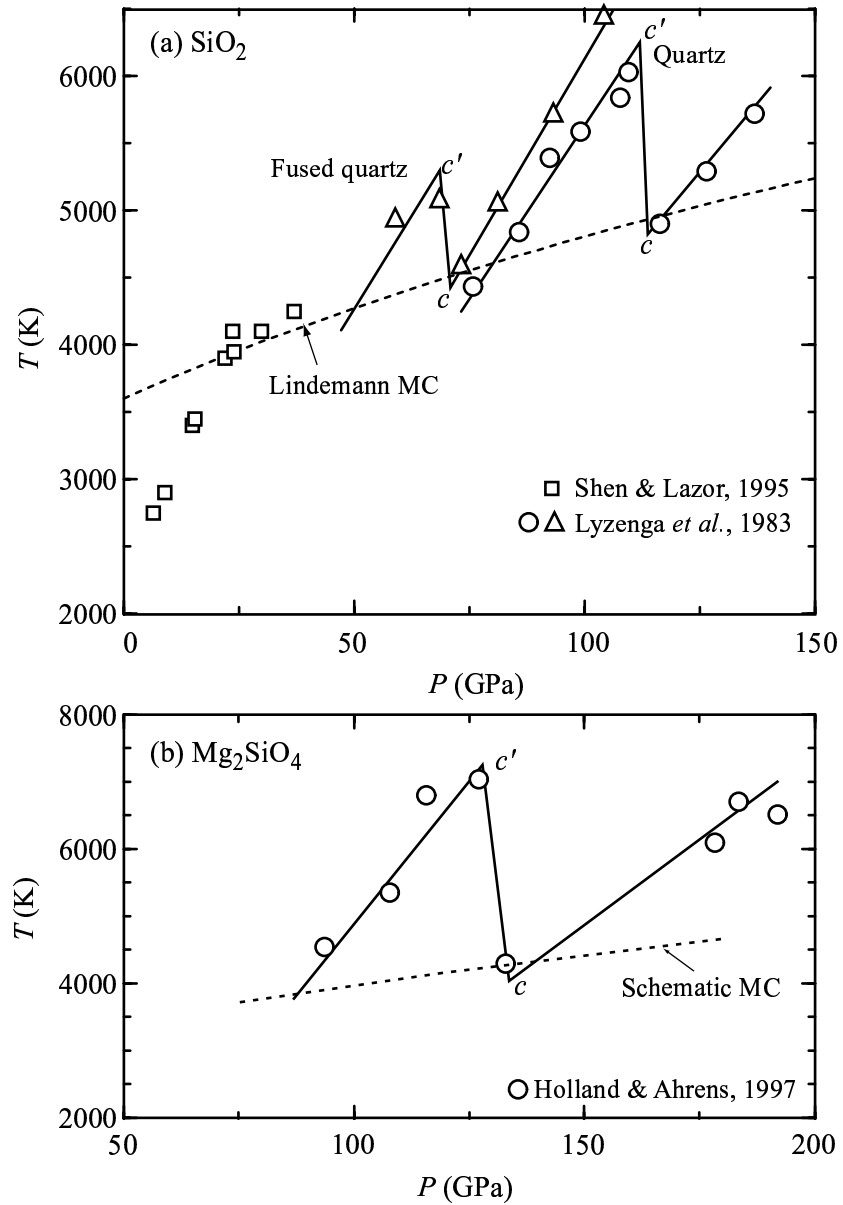 (a) SiO₂
c'
Quartz
6000
Fused quartz
c'
5000
c
c
T (K)
4000
Lindemann MC
3000
Shen & Lazor, 1995
Lyzenga et al., 1983
2000
0 50 100 150
P (GPa)
8000
(b) Mg₂SiO₄
c'
6000
T (K)
4000
c
Schematic MC
Holland & Ahrens, 1997
2000
50 100 150 200
P (GPa)